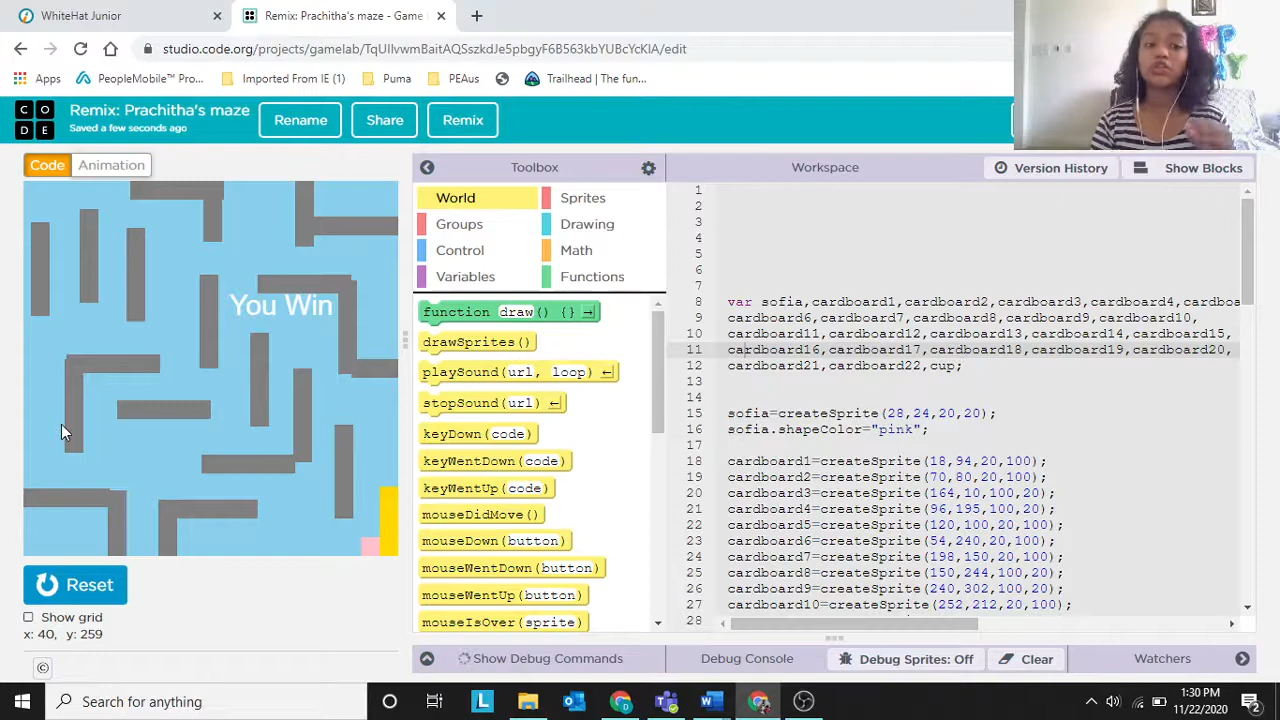 WhiteHat Junior
Remix: Prachitha's maze - Game
studio.code.org/projects/gamelab/TqUIlvwmBaitAQSszkdJe5pbgyF6B563kbYUBcYcKIA/edit
Apps
PeopleMobile™ Pro...
Imported From IE (1)
Puma
PEAus
Trailhead | The fun...
C O
D E
Remix: Prachitha's maze
Saved a few seconds ago
Rename
Share
Remix
Code
Animation
Toolbox
Workspace
Version History
Show Blocks
World
Sprites
Groups
Drawing
Control
Math
Variables
Functions
function draw() {}
drawSprites()
playSound(url, loop)
stopSound(url)
keyDown(code)
keyWentDown(code)
keyWentUp(code)
mouseDidMove()
mouseDown(button)
mouseWentDown(button)
mouseWentUp(button)
mouseIsOver(sprite)
You Win
Reset
Show grid
x: 40, y: 259
©
1
2
3
4
5
6
7
8 var sofia,cardboard1,cardboard2,cardboard3,cardboard4,cardboa
9 cardboard6,cardboard7,cardboard8,cardboard9,cardboard10,
10 cardboard11,cardboard12,cardboard13,cardboard14,cardboard15,
11 cardboard16,cardboard17,cardboard18,cardboard19,cardboard20,
12 cardboard21,cardboard22,cup;
13
14
15 sofia=createSprite(28,24,20,20);
16 sofia.shapeColor="pink";
17
18 cardboard1=createSprite(18,94,20,100);
19 cardboard2=createSprite(70,80,20,100);
20 cardboard3=createSprite(164,10,100,20);
21 cardboard4=createSprite(96,195,100,20);
22 cardboard5=createSprite(120,100,20,100);
23 cardboard6=createSprite(54,240,20,100);
24 cardboard7=createSprite(198,150,20,100);
25 cardboard8=createSprite(150,244,100,20);
26 cardboard9=createSprite(240,302,100,20);
27 cardboard10=createSprite(252,212,20,100);
28
Show Debug Commands
Debug Console
Debug Sprites: Off
Clear
Watchers
Search for anything
1:30 PM
11/22/2020
2